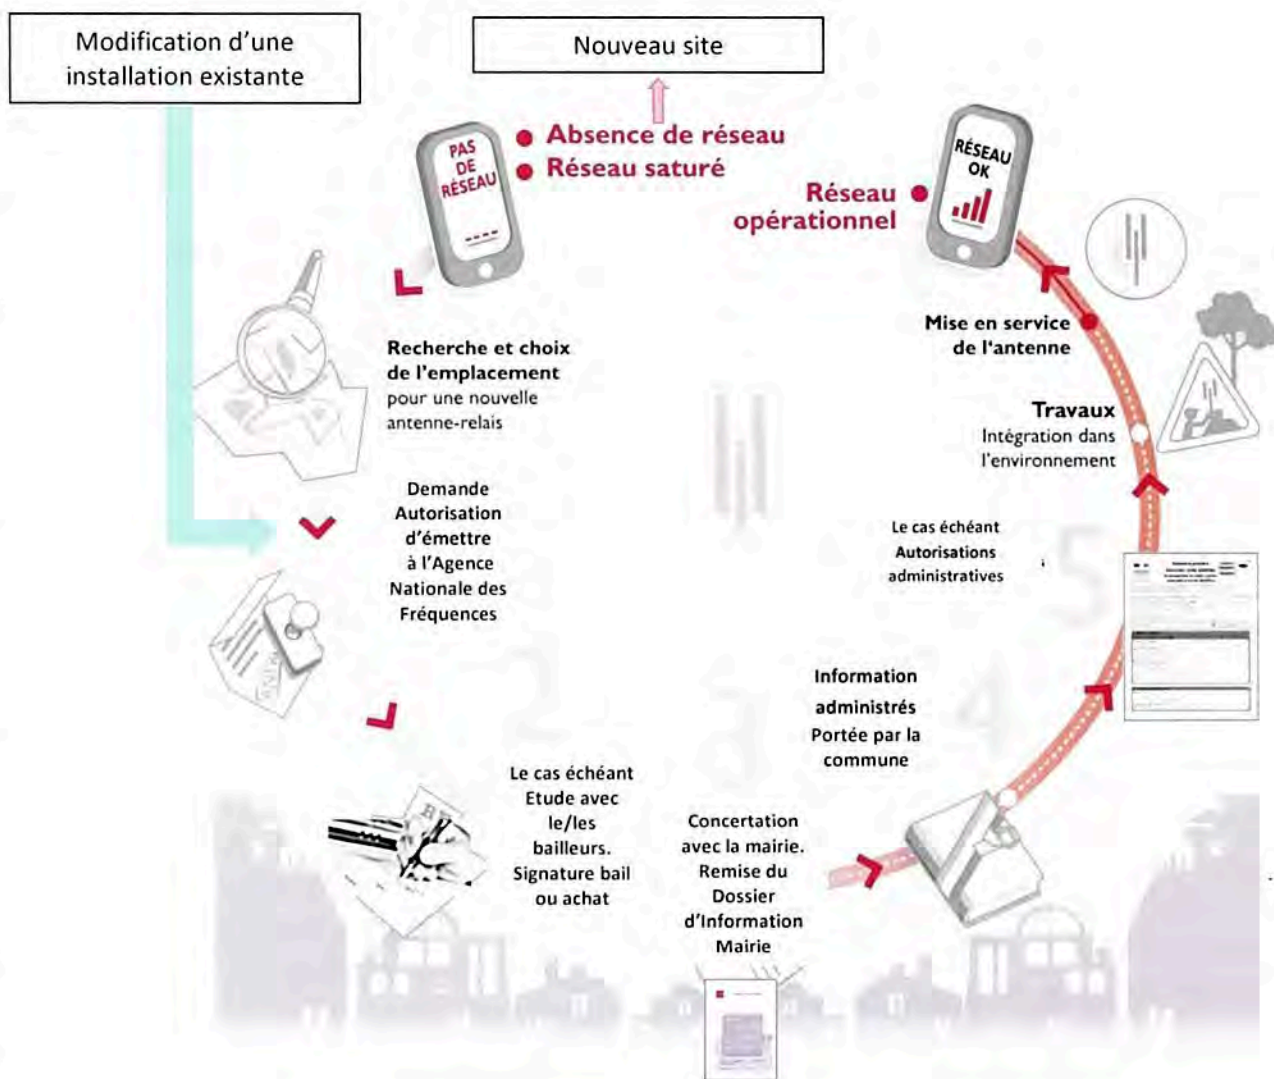 Modification d'une
installation existante
Nouveau site
Absence de réseau
Réseau saturé
PAS
DE
RÉSEAU
RÉSEAU
OK
Réseau
opérationnel
Recherche et choix
de l'emplacement
pour une nouvelle
antenne-relais
Demande
Autorisation
d'émettre
à l'Agence
Nationale des
Fréquences
Le cas échéant
Etude avec
le/les
bailleurs.
Signature bail
ou achat
Concertation
avec la mairie.
Remise du
Dossier
d'Information
Mairie
Information
administrés
Portée par la
commune
Le cas échéant
Autorisations
administratives
Travaux
Intégration dans
l'environnement
Mise en service
de l'antenne
2
3
4
5